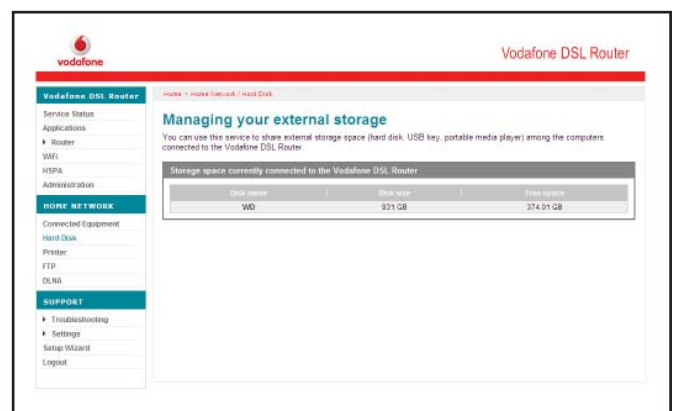 vodafone
Vodafone DSL Router
Vodafone DSL Router
Service Status
Applications
Router
WiFi
HSPA
Administration
HOME NETWORK
Connected Equipment
Hard Disk
Printer
FTP
DLNA
SUPPORT
Troubleshooting
Settings
Setup Wizard
Logout
Home > Home Network / Hard Disk
Managing your external storage
You can use this service to share external storage space (hard disk. USB key, portable media player) among the computers
connected to the Vodafone DSL Router.
Storage space currently connected to the Vodafone DSL Router
Disk name | Disk size | Free space
WD 931 GB 374.01 GB